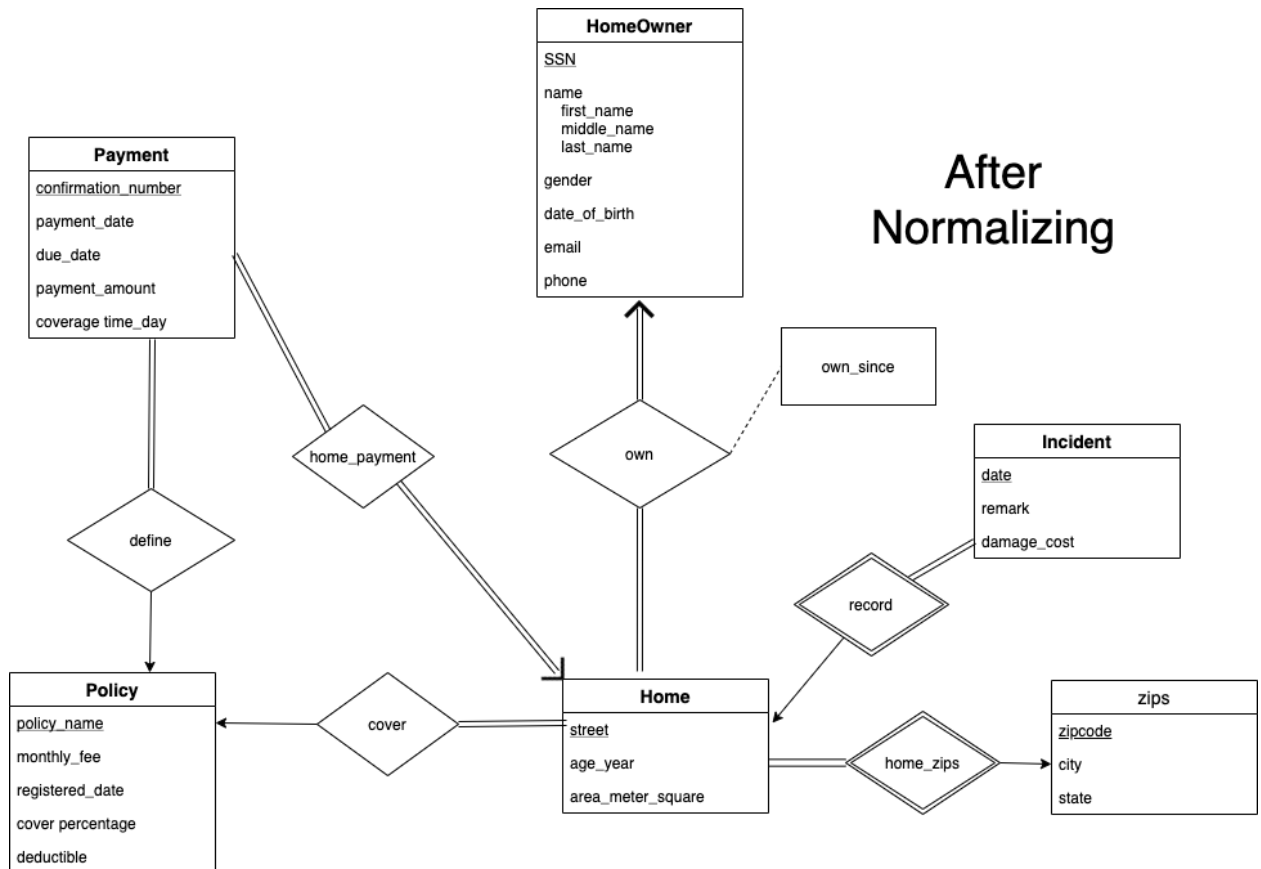 HomeOwner
SSN
name
first_name
middle_name
last_name
gender
date_of_birth
email
phone
After
Normalizing
Payment
confirmation_number
payment_date
due_date
payment_amount
coverage time_day
own_since
home_payment
own
Incident
date
remark
damage_cost
define
record
Policy
policy_name
monthly_fee
registered_date
cover percentage
deductible
cover
Home
street
age_year
area_meter_square
home_zips
zips
zipcode
city
state